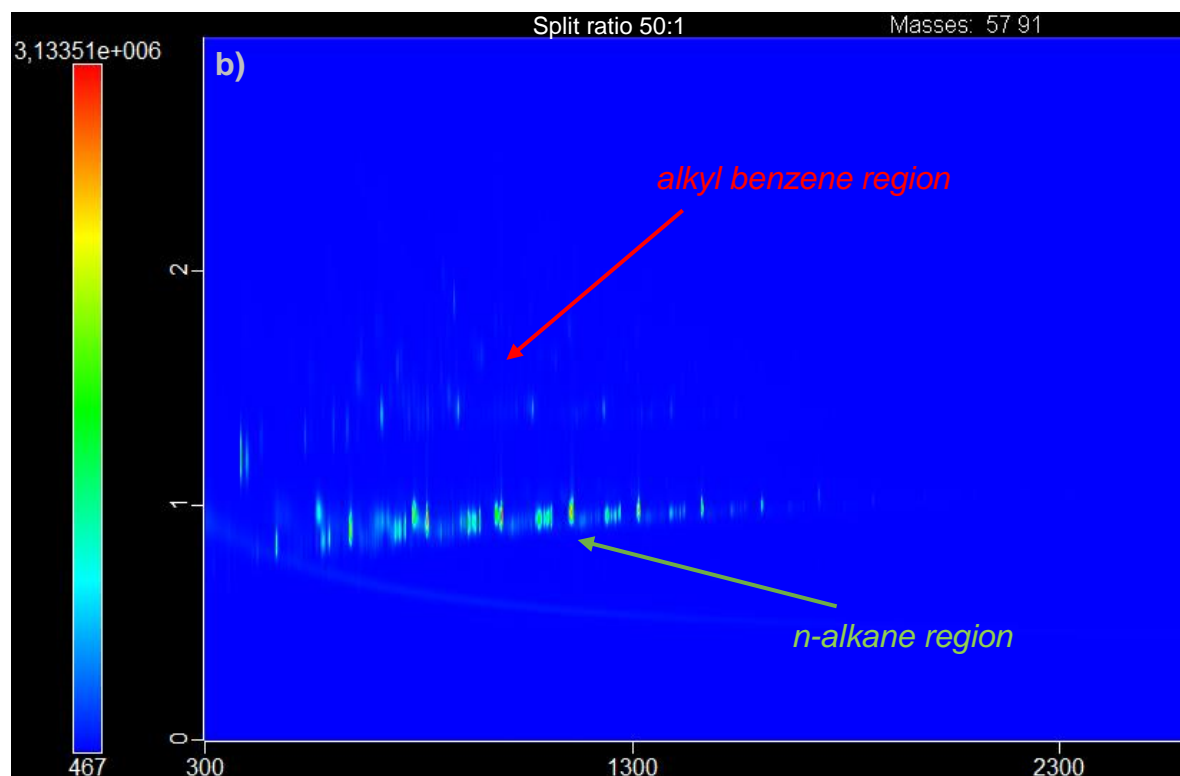 Split ratio 50:1
Masses: 57 91
3,13351e+006
b)
alkyl benzene region
2
1
n-alkane region
0
467
300
1300
2300